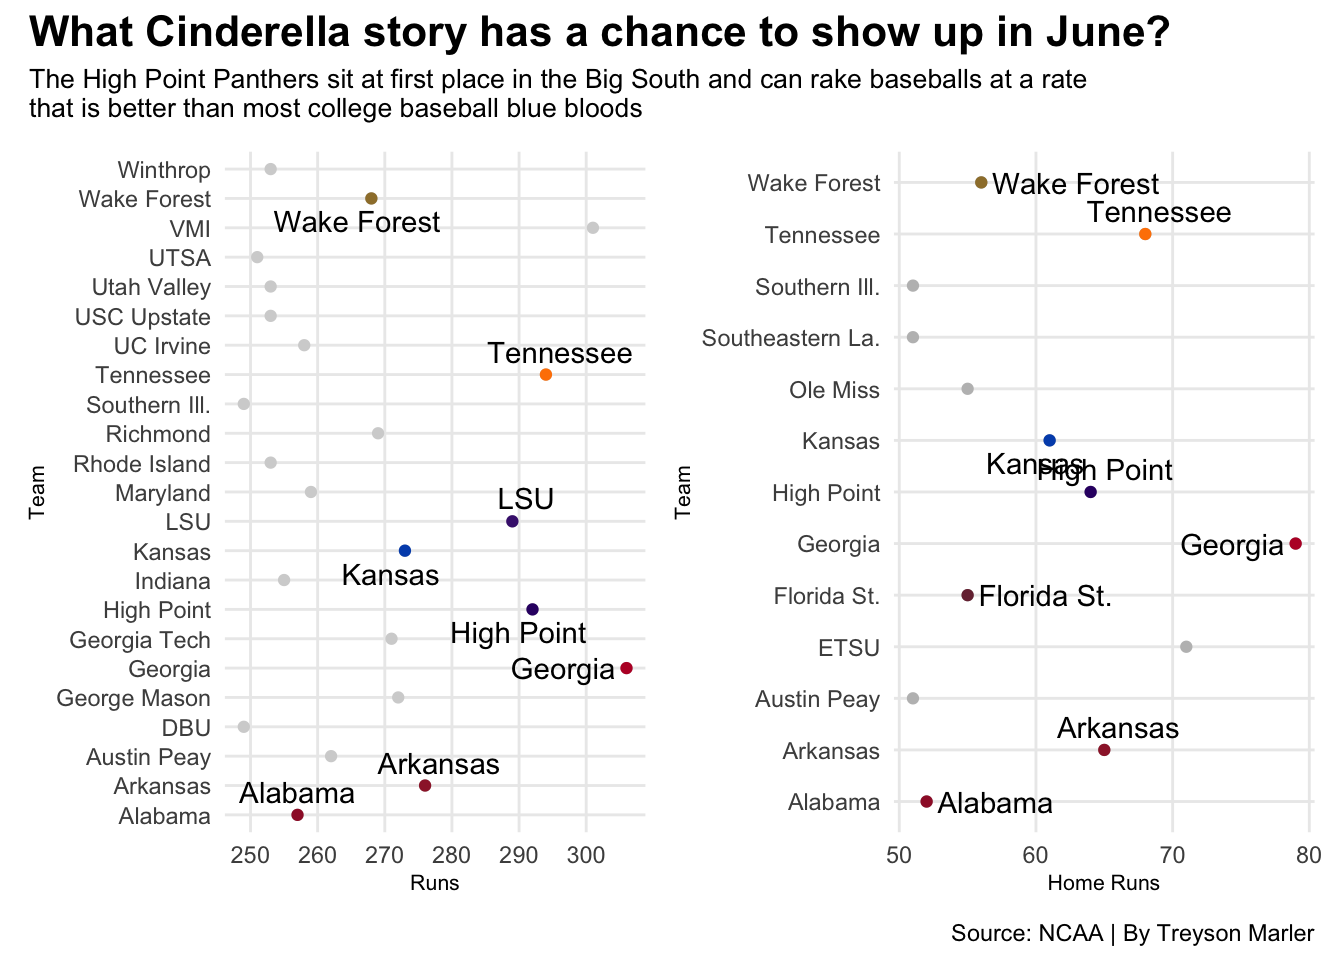 What Cinderella story has a chance to show up in June?
The High Point Panthers sit at first place in the Big South and can rake baseballs at a rate
that is better than most college baseball blue bloods
Team
Winthrop
Wake Forest
VMI
UTSA
Utah Valley
USC Upstate
UC Irvine
Tennessee
Southern Ill.
Richmond
Rhode Island
Maryland
LSU
Kansas
Indiana
High Point
Georgia Tech
Georgia
George Mason
DBU
Austin Peay
Arkansas
Alabama
Wake Forest
Tennessee
LSU
Kansas
High Point
Georgia
Arkansas
Alabama
250 260 270 280 290 300
Runs
Team
Wake Forest
Tennessee
Southern Ill.
Southeastern La.
Ole Miss
Kansas
High Point
Georgia
Florida St.
ETSU
Austin Peay
Arkansas
Alabama
Wake Forest
Tennessee
Kansas
High Point
Georgia
Florida St.
Arkansas
Alabama
50 60 70 80
Home Runs
Source: NCAA | By Treyson Marler